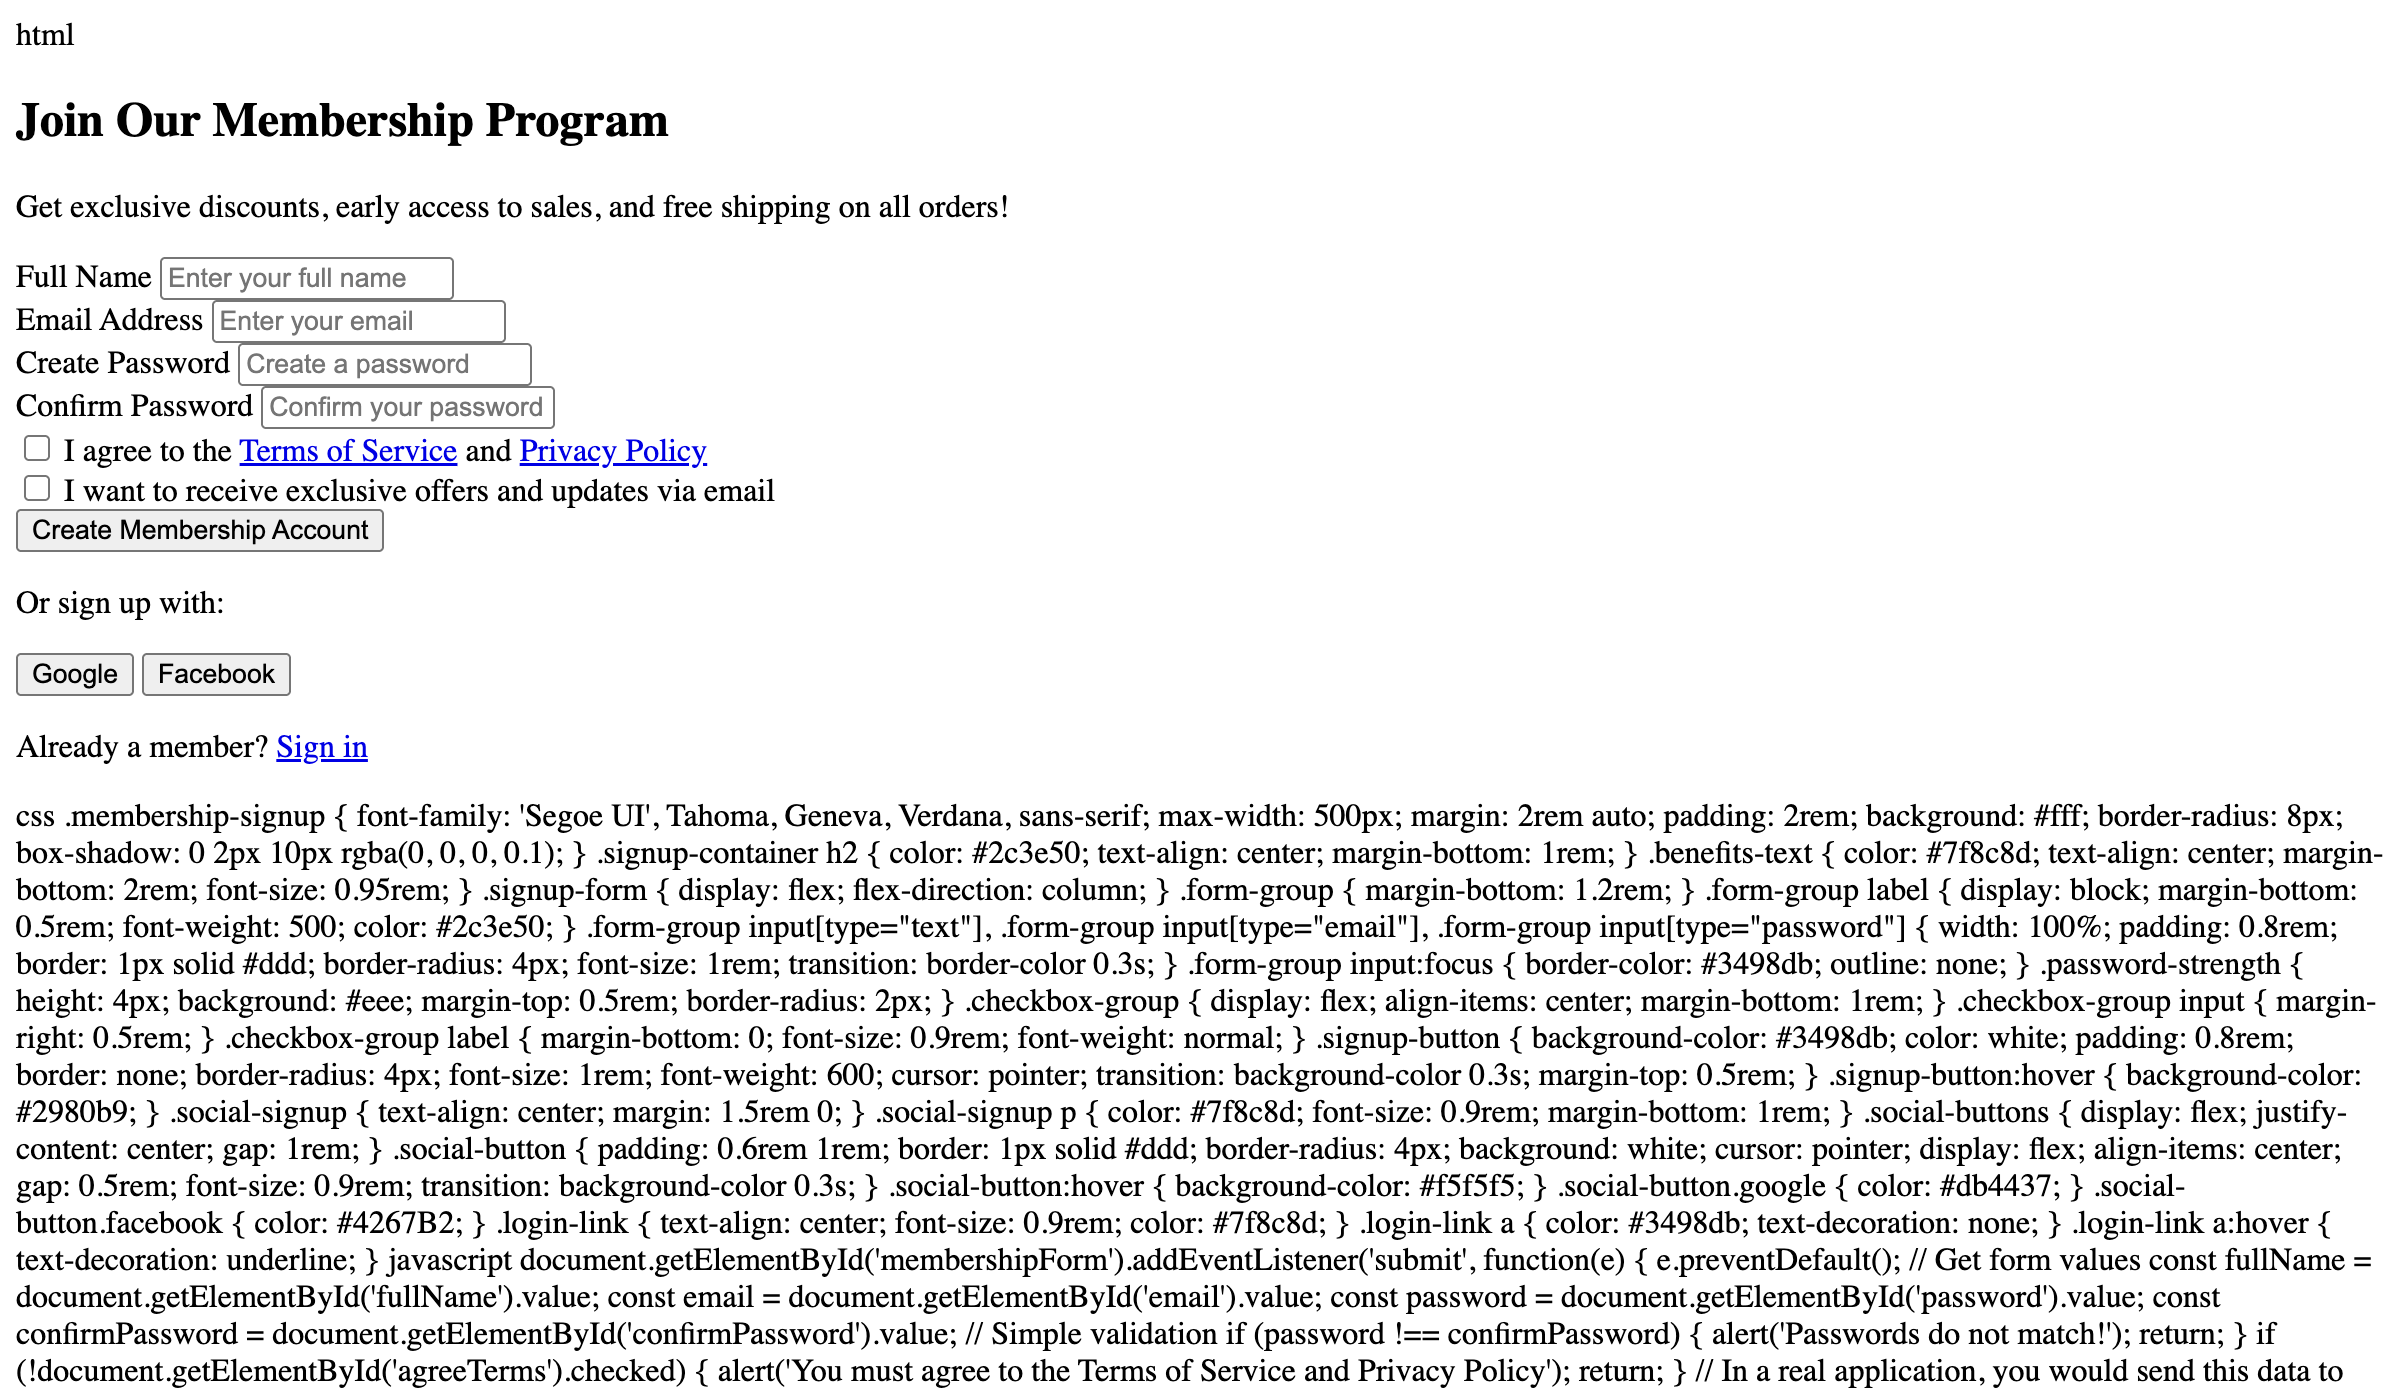 html
Join Our Membership Program
Get exclusive discounts, early access to sales, and free shipping on all orders!
Full Name Enter your full name
Email Address Enter your email
Create Password Create a password
Confirm Password Confirm your password
I agree to the Terms of Service and Privacy Policy
I want to receive exclusive offers and updates via email
Create Membership Account
Or sign up with:
Google Facebook
Already a member? Sign in
css .membership-signup { font-family: 'Segoe UI', Tahoma, Geneva, Verdana, sans-serif; max-width: 500px; margin: 2rem auto; padding: 2rem; background: #fff; border-radius: 8px;
box-shadow: 0 2px 10px rgba(0, 0, 0, 0.1); } .signup-container h2 { color: #2c3e50; text-align: center; margin-bottom: 1rem; } .benefits-text { color: #7f8c8d; text-align: center; margin-
bottom: 2rem; font-size: 0.95rem; } .signup-form { display: flex; flex-direction: column; } .form-group { margin-bottom: 1.2rem; } .form-group label { display: block; margin-bottom:
0.5rem; font-weight: 500; color: #2c3e50; } .form-group input[type="text"], .form-group input[type="email"], .form-group input[type="password"] { width: 100%; padding: 0.8rem;
border: 1px solid #ddd; border-radius: 4px; font-size: 1rem; transition: border-color 0.3s; } .form-group input:focus { border-color: #3498db; outline: none; } .password-strength {
height: 4px; background: #eee; margin-top: 0.5rem; border-radius: 2px; } .checkbox-group { display: flex; align-items: center; margin-bottom: 1rem; } .checkbox-group input { margin-
right: 0.5rem; } .checkbox-group label { margin-bottom: 0; font-size: 0.9rem; font-weight: normal; } .signup-button { background-color: #3498db; color: white; padding: 0.8rem;
border: none; border-radius: 4px; font-size: 1rem; font-weight: 600; cursor: pointer; transition: background-color 0.3s; margin-top: 0.5rem; } .signup-button:hover { background-color:
#2980b9; } .social-signup { text-align: center; margin: 1.5rem 0; } .social-signup p { color: #7f8c8d; font-size: 0.9rem; margin-bottom: 1rem; } .social-buttons { display: flex; justify-
content: center; gap: 1rem; } .social-button { padding: 0.6rem 1rem; border: 1px solid #ddd; border-radius: 4px; background: white; cursor: pointer; display: flex; align-items: center;
gap: 0.5rem; font-size: 0.9rem; transition: background-color 0.3s; } .social-button:hover { background-color: #f5f5f5; } .social-button.google { color: #db4437; } .social-
button.facebook { color: #4267B2; } .login-link { text-align: center; font-size: 0.9rem; color: #7f8c8d; } .login-link a { color: #3498db; text-decoration: none; } .login-link a:hover {
text-decoration: underline; } javascript document.getElementById('membershipForm').addEventListener('submit', function(e) { e.preventDefault(); // Get form values const fullName =
document.getElementById('fullName').value; const email = document.getElementById('email').value; const password = document.getElementById('password').value; const
confirmPassword = document.getElementById('confirmPassword').value; // Simple validation if (password !== confirmPassword) { alert('Passwords do not match!'); return; } if
(!document.getElementById('agreeTerms').checked) { alert('You must agree to the Terms of Service and Privacy Policy'); return; } // In a real application, you would send this data to